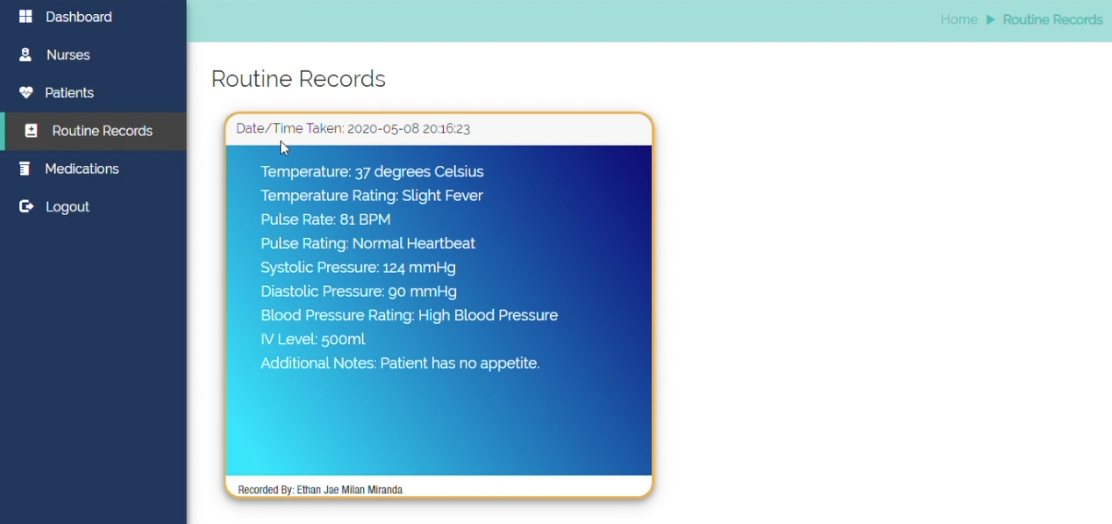 Dashboard
Nurses
Patients
Routine Records
Medications
Logout
Home ▶ Routine Records
Routine Records
Date/Time Taken: 2020-05-08 20:16:23
Temperature: 37 degrees Celsius
Temperature Rating: Slight Fever
Pulse Rate: 81 BPM
Pulse Rating: Normal Heartbeat
Systolic Pressure: 124 mmHg
Diastolic Pressure: 90 mmHg
Blood Pressure Rating: High Blood Pressure
IV Level: 500ml
Additional Notes: Patient has no appetite.
Recorded By: Ethan Jae Milan Miranda